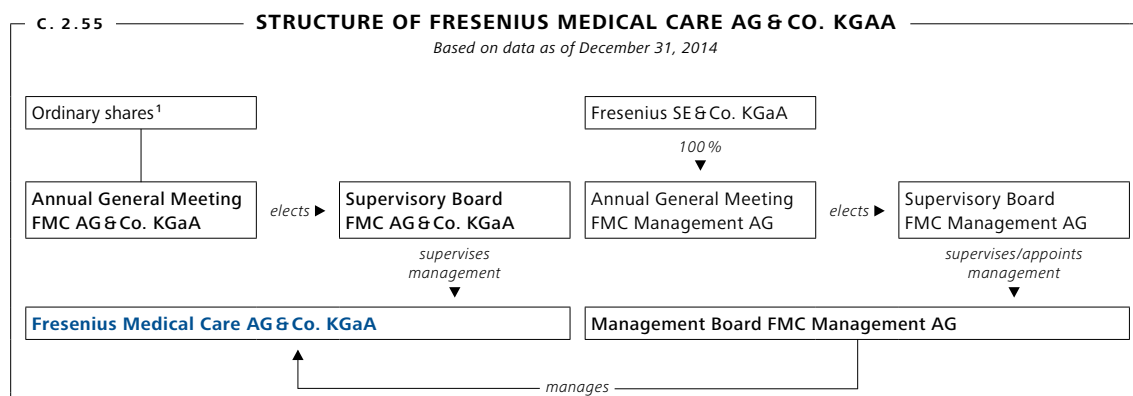 C. 2.55
STRUCTURE OF FRESENIUS MEDICAL CARE AG & CO. KGAA
Based on data as of December 31, 2014
Ordinary shares¹
Fresenius SE & Co. KGaA
100 %
Annual General Meeting
FMC AG & Co. KGaA
elects
Supervisory Board
FMC AG & Co. KGaA
Annual General Meeting
FMC Management AG
elects
Supervisory Board
FMC Management AG
supervises
management
supervises/appoints
management
Fresenius Medical Care AG & Co. KGaA
Management Board FMC Management AG
manages